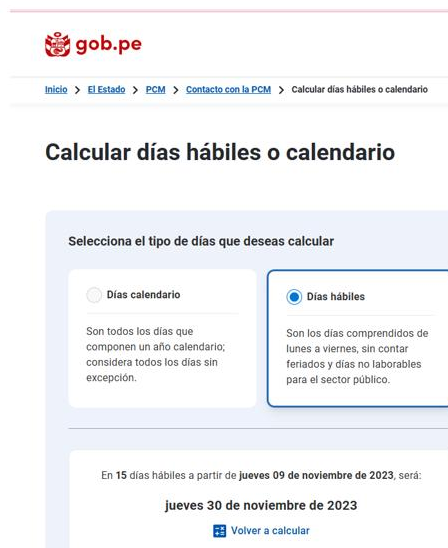 gob.pe
Inicio > El Estado > PCM > Contacto con la PCM > Calcular días hábiles o calendario
Calcular días hábiles o calendario
Selecciona el tipo de días que deseas calcular
Días calendario
Son todos los días que
componen un año calendario;
considera todos los días sin
excepción.
Días hábiles
Son los días comprendidos de
lunes a viernes, sin contar
feriados y días no laborables
para el sector público.
En 15 días hábiles a partir de jueves 09 de noviembre de 2023, será:
jueves 30 de noviembre de 2023
Volver a calcular